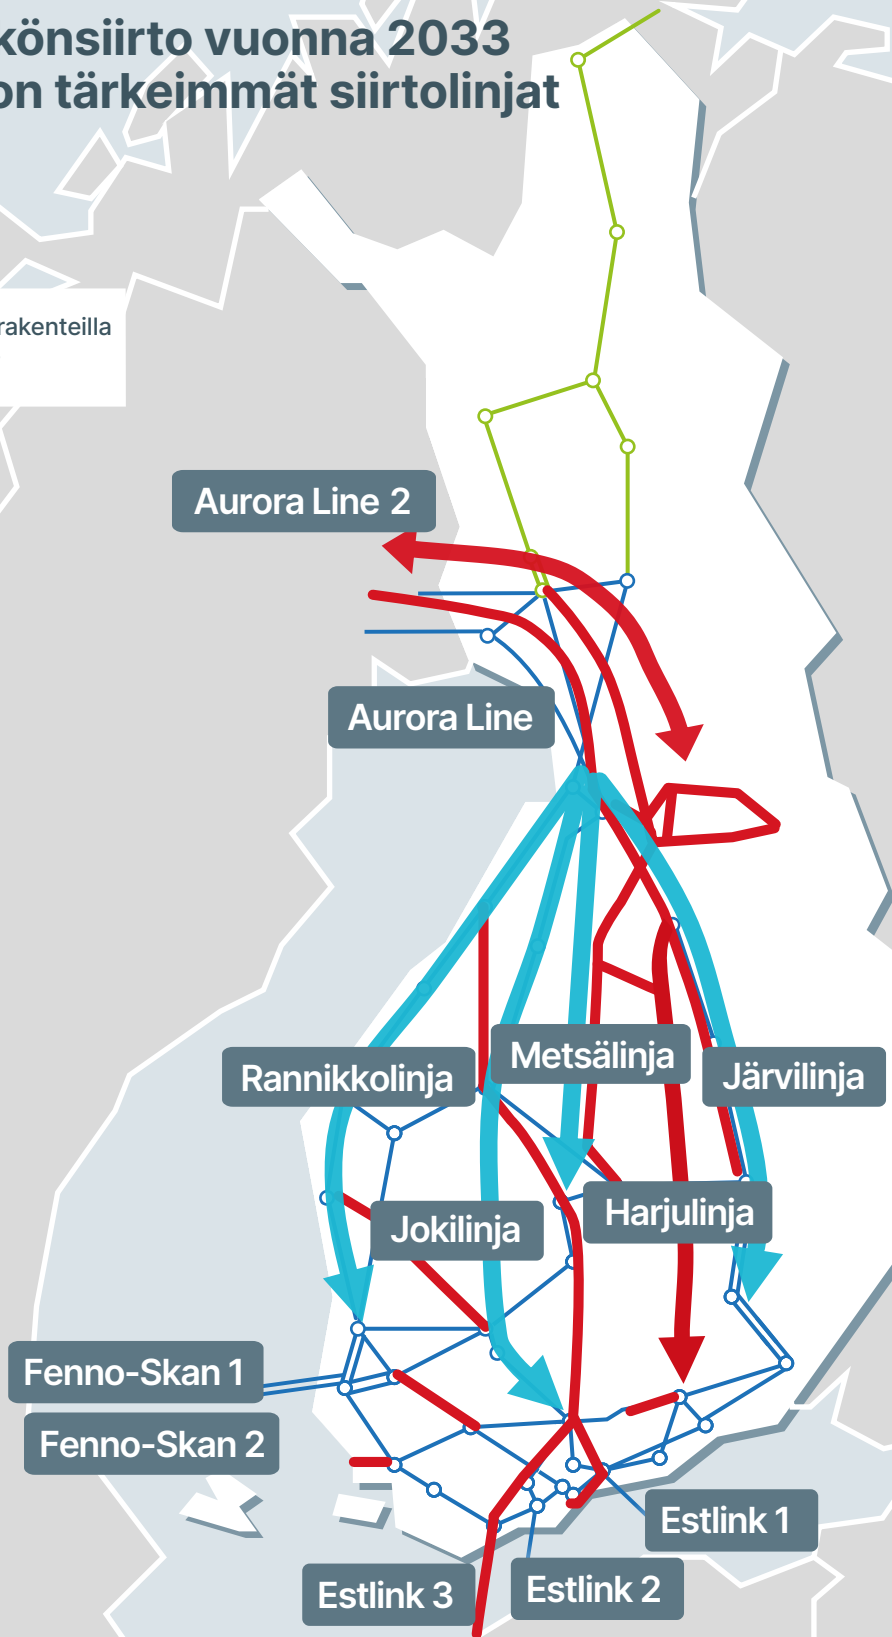 könsiirto vuonna 2033
on tärkeimmät siirtolinjat
rakenteilla
Aurora Line 2
Aurora Line
Metsälinja
Rannikkolinja
Järvilinja
Harjulinja
Jokilinja
Fenno-Skan 1
Fenno-Skan 2
Estlink 1
Estlink 2
Estlink 3